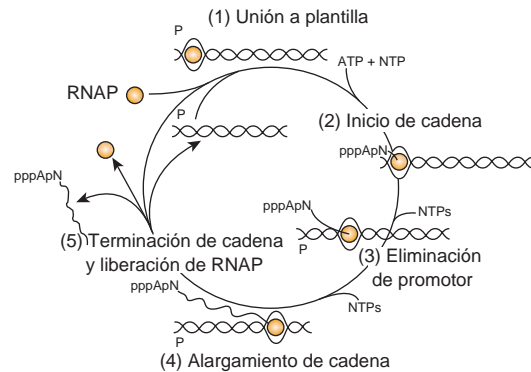 (1) Unión a plantilla
P
ATP + NTP
RNAP
P
(2) Inicio de cadena
pppApN
pppApN
NTPs
pppApN
(5) Terminación de cadena
y liberación de RNAP
P
(3) Eliminación
de promotor
pppApN
NTPs
P
(4) Alargamiento de cadena